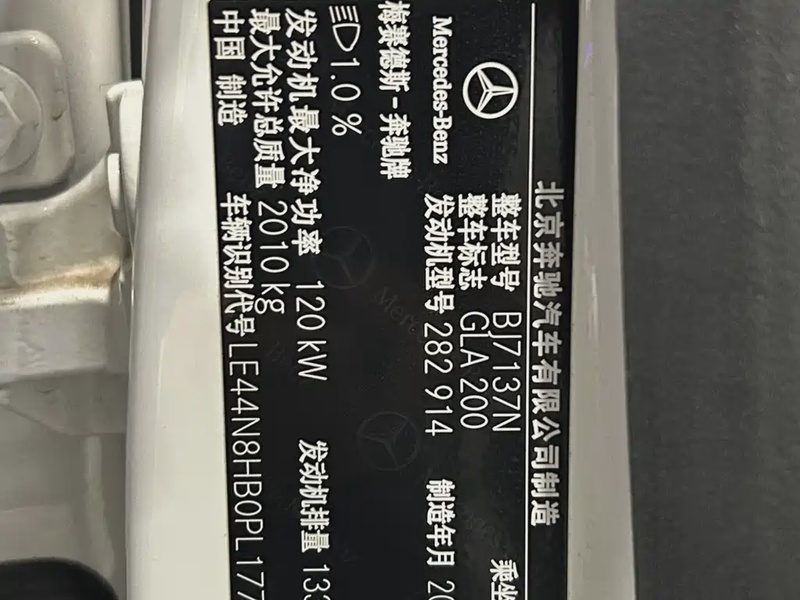 北京奔驰汽车有限公司制造
Mercedes-Benz
整车型号 BJ7137N
乘坐
整车标志 GLA 200
梅赛德斯-奔驰牌
发动机型号 282 914
制造年月 20
1.0 %
发动机最大净功率 120 kW
发动机排量 133
最大允许总质量 2010 kg
中国 制造
车辆识别代号 LE44N8HB0PL177